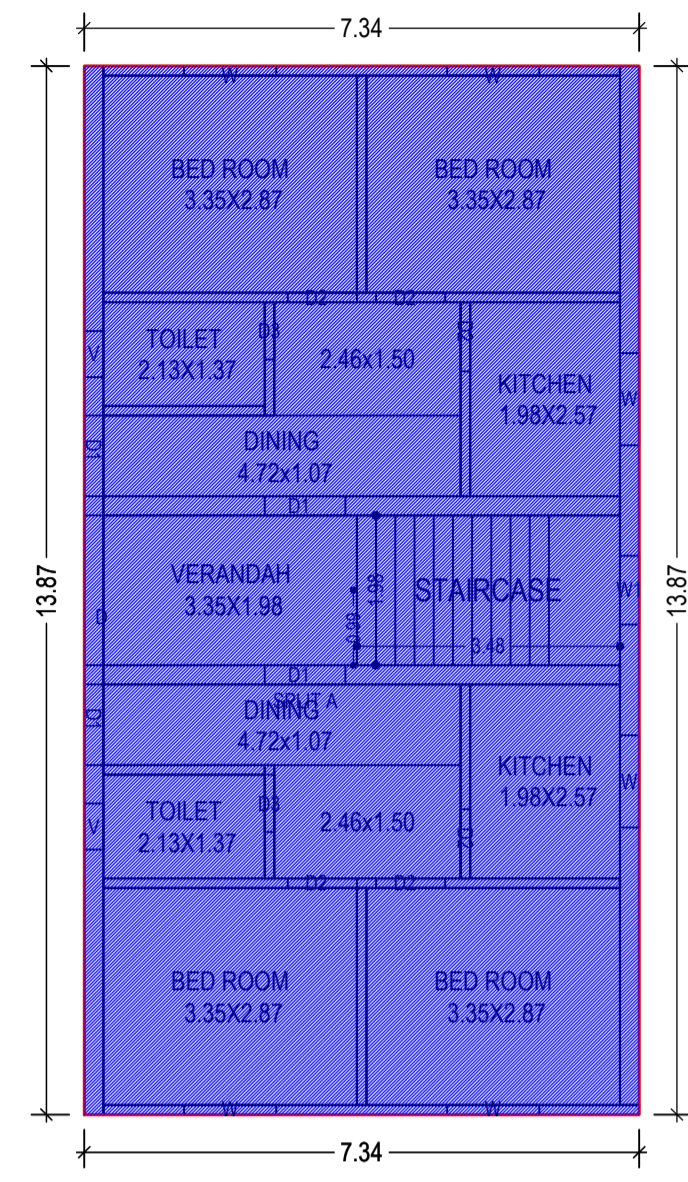 7.34
W W
BED ROOM
3.35X2.87
BED ROOM
3.35X2.87
D2 D2
TOILET
2.13X1.37
V
D3
2.46x1.50
D2
KITCHEN
1.98X2.57
W
DINING
4.72x1.07
D1
D1
13.87
VERANDAH
3.35X1.98
D
0.99
1.98
STAIRCASE
3.48
W1
13.87
D1
SPLIT A
DINING
4.72x1.07
D1
KITCHEN
1.98X2.57
W
TOILET
2.13X1.37
V
D3
2.46x1.50
D2
D2 D2
BED ROOM
3.35X2.87
BED ROOM
3.35X2.87
W W
7.34